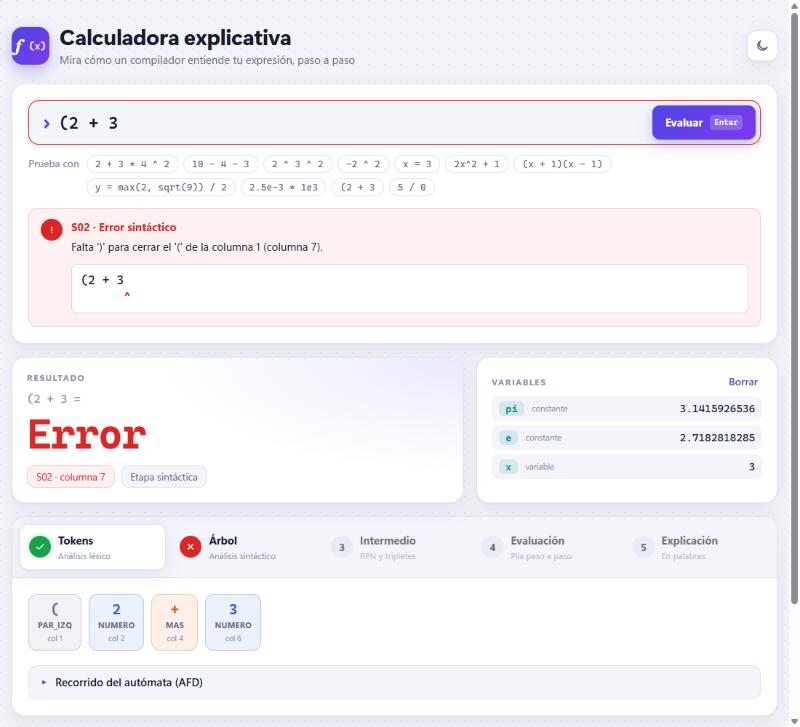 ƒ (x)
Calculadora explicativa
Mira cómo un compilador entiende tu expresión, paso a paso
› (2 + 3
Evaluar Enter
Prueba con 2 + 3 * 4 ^ 2 10 - 4 - 3 2 ^ 3 ^ 2 -2 ^ 2 x = 3 2x^2 + 1 (x + 1)(x - 1)
y = max(2, sqrt(9)) / 2 2.5e-3 * 1e3 (2 + 3 5 / 0
! S02 · Error sintáctico
Falta ')' para cerrar el '(' de la columna 1 (columna 7).
(2 + 3
^
RESULTADO
(2 + 3 =
Error
S02 · columna 7 Etapa sintáctica
VARIABLES Borrar
pi constante 3.1415926536
e constante 2.7182818285
x variable 3
Tokens
Análisis léxico
Árbol
Análisis sintáctico
3 Intermedio
RPN y tripletes
4 Evaluación
Pila paso a paso
5 Explicación
En palabras
( 2 + 3
PAR_IZQ NUMERO MAS NUMERO
col 1 col 2 col 4 col 6
▸ Recorrido del autómata (AFD)